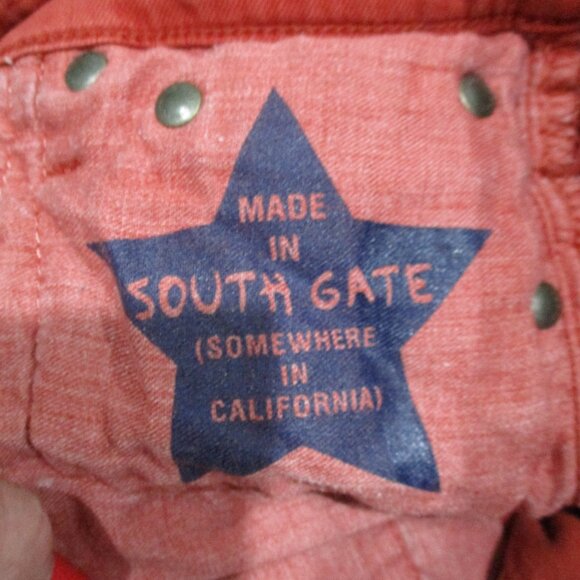 MADE
IN
SOUTH GATE
(SOMEWHERE
IN
CALIFORNIA)